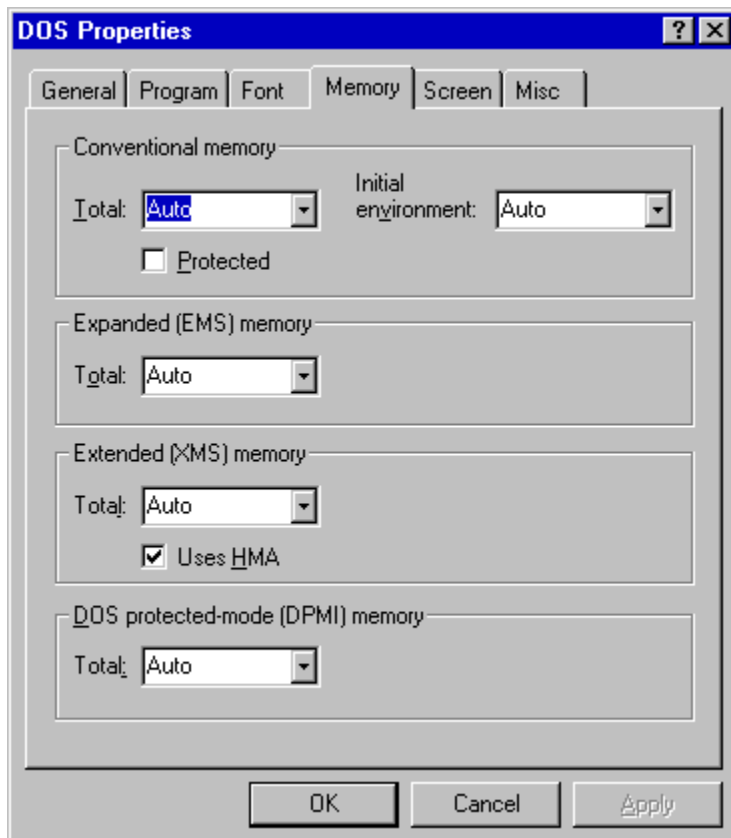 DOS Properties
General Program Font Memory Screen Misc
Conventional memory
Total: Auto
Initial environment: Auto
Protected
Expanded (EMS) memory
Total: Auto
Extended (XMS) memory
Total: Auto
Uses HMA
DOS protected-mode (DPMI) memory
Total: Auto
OK Cancel Apply